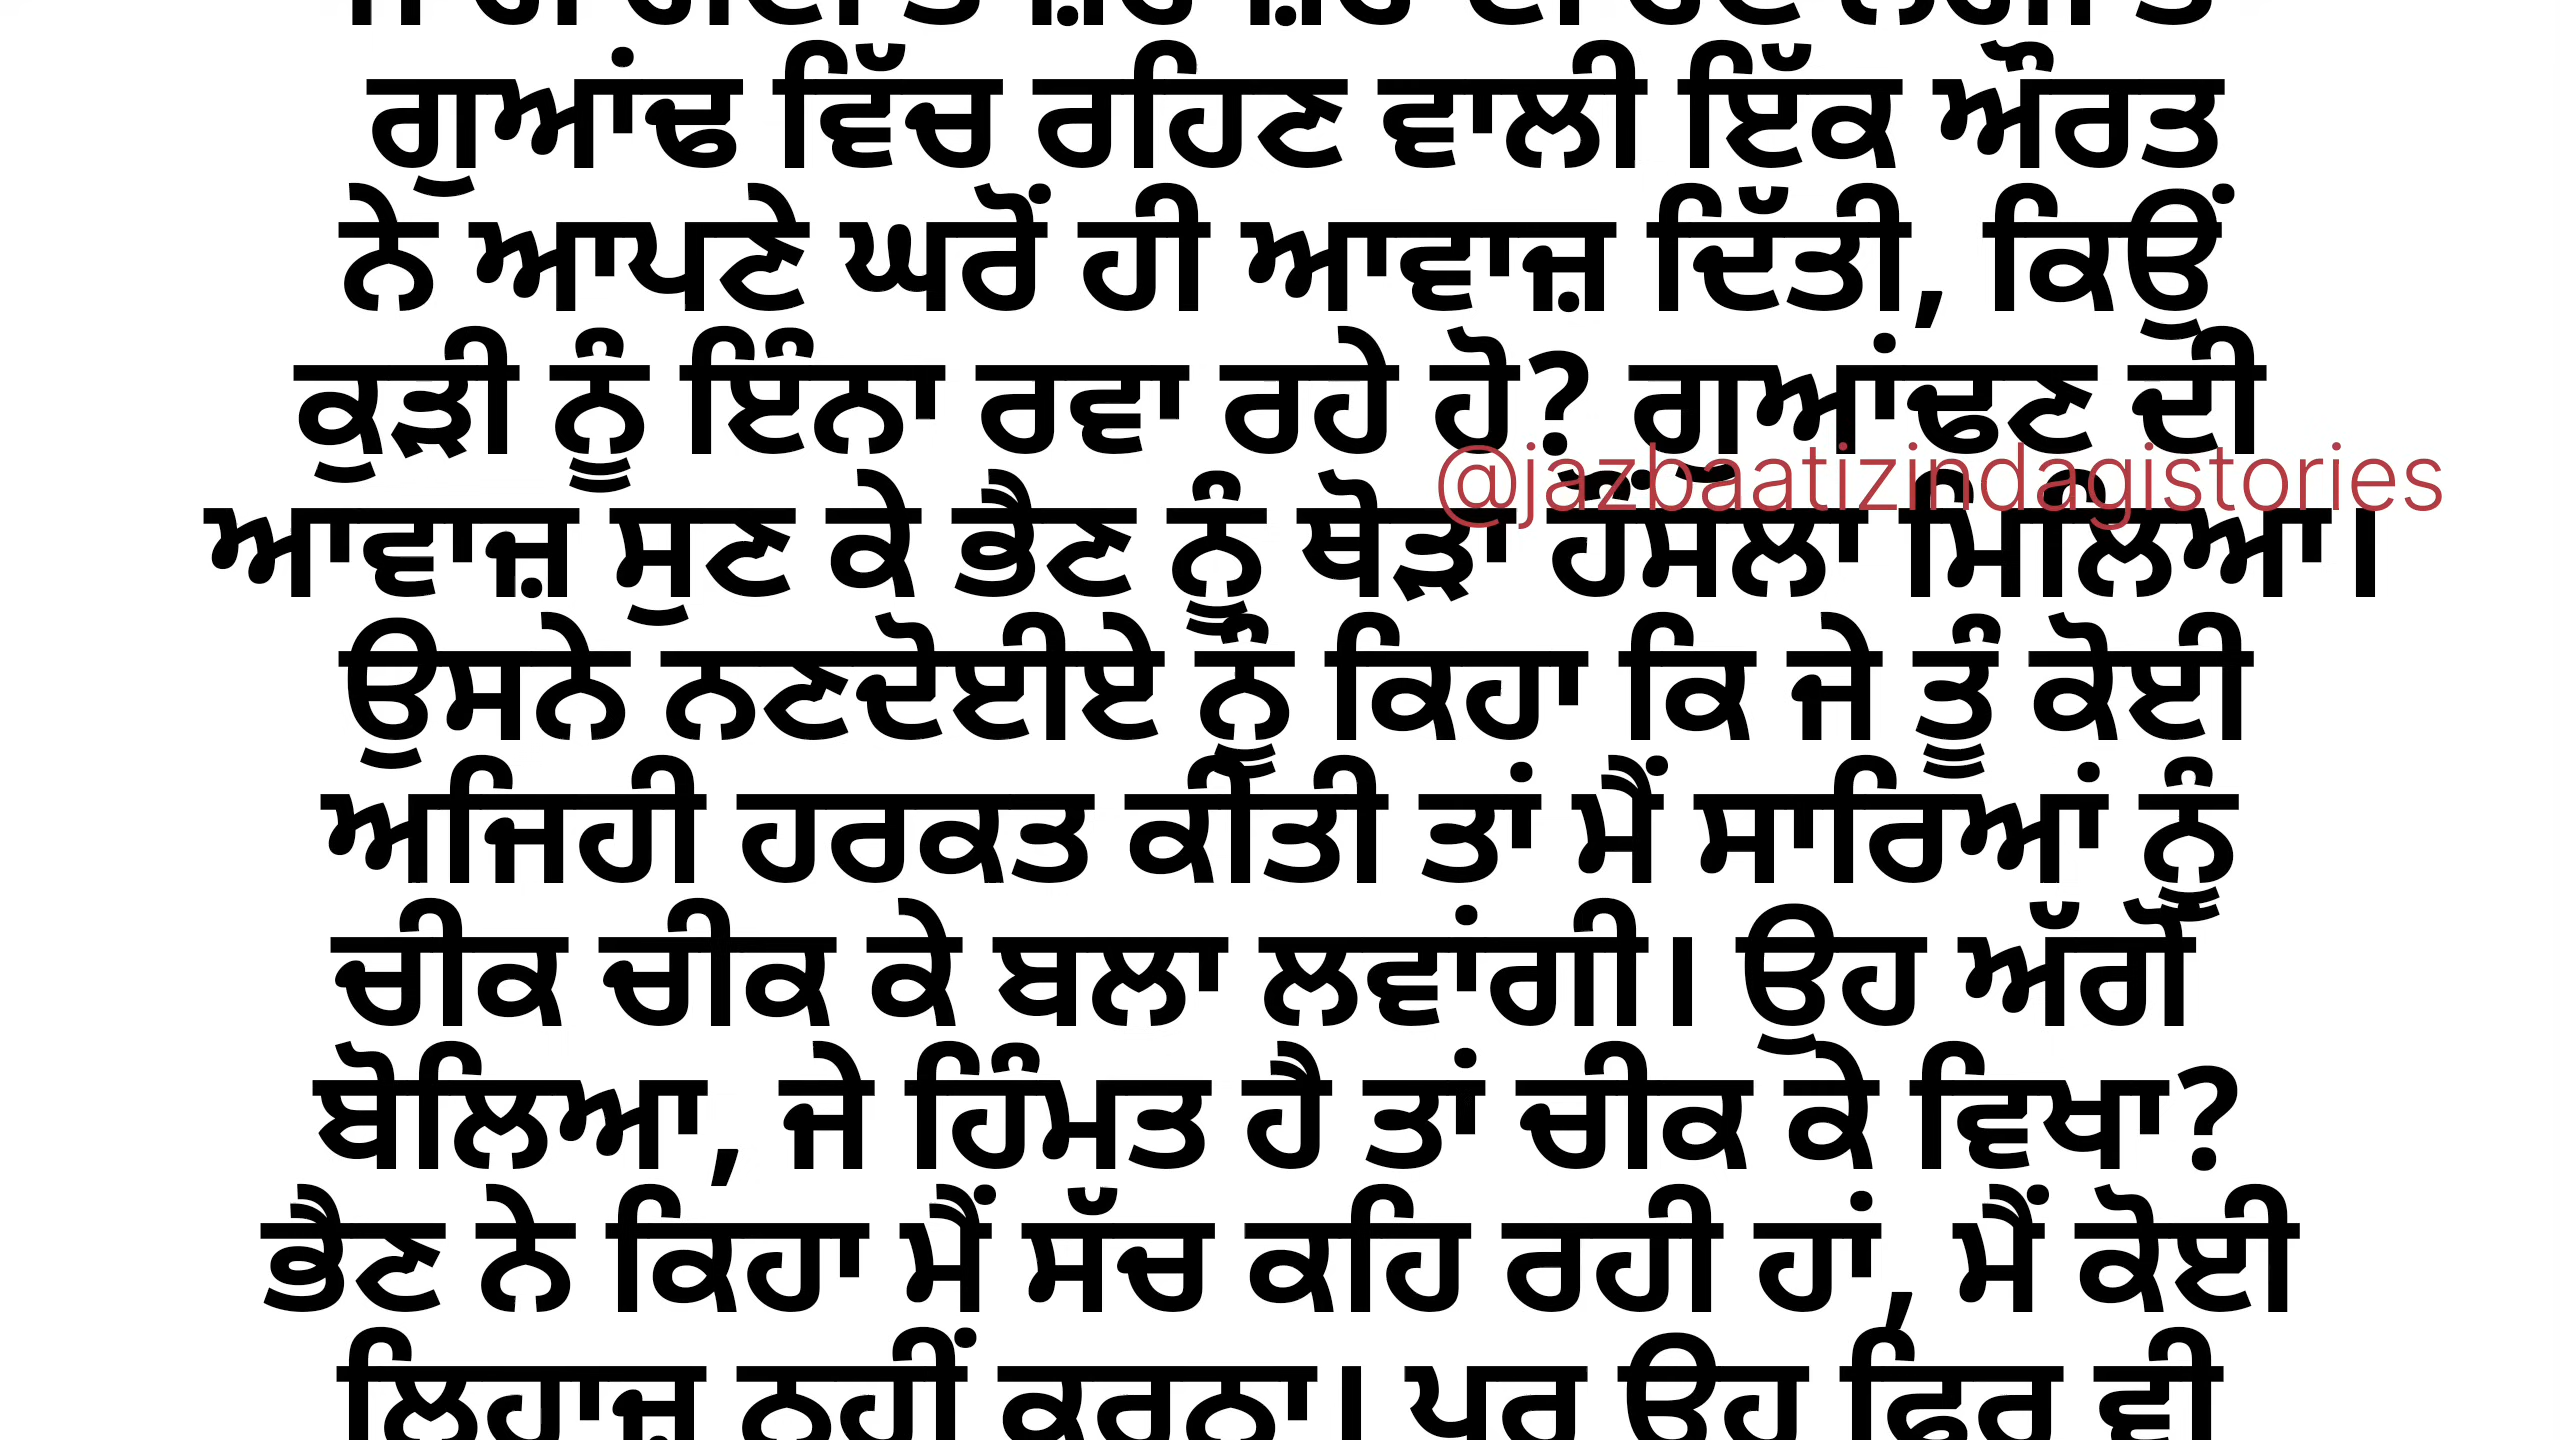 ਗੁਆਂਢ ਵਿੱਚ ਰਹਿਣ ਵਾਲੀ ਇੱਕ ਔਰਤ
ਨੇ ਆਪਣੇ ਘਰੋਂ ਹੀ ਆਵਾਜ਼ ਦਿੱਤੀ, ਕਿਉਂ
ਕੁੜੀ ਨੂੰ ਇੰਨਾ ਰਵਾ ਰਹੇ ਹੋ? ਗੁਆਂਢਣ ਦੀ
@jazbaatizindagistories
ਆਵਾਜ਼ ਸੁਣ ਕੇ ਭੈਣ ਨੂੰ ਥੋੜਾ ਹੌਸਲਾ ਮਿਲਿਆ।
ਉਸਨੇ ਨਣਦੋਈਏ ਨੂੰ ਕਿਹਾ ਕਿ ਜੇ ਤੂੰ ਕੋਈ
ਅਜਿਹੀ ਹਰਕਤ ਕੀਤੀ ਤਾਂ ਮੈਂ ਸਾਰਿਆਂ ਨੂੰ
ਚੀਕ ਚੀਕ ਕੇ ਬਲਾ ਲਵਾਂਗੀ। ਉਹ ਅੱਗੋਂ
ਬੋਲਿਆ, ਜੇ ਹਿੰਮਤ ਹੈ ਤਾਂ ਚੀਕ ਕੇ ਵਿਖਾ?
ਭੈਣ ਨੇ ਕਿਹਾ ਮੈਂ ਸੱਚ ਕਹਿ ਰਹੀ ਹਾਂ, ਮੈਂ ਕੋਈ
ਲਿਹਾਜ਼ ਨਹੀਂ ਕਰਨਾ। ਪਰ ਉਹ ਫਿਰ ਵੀ